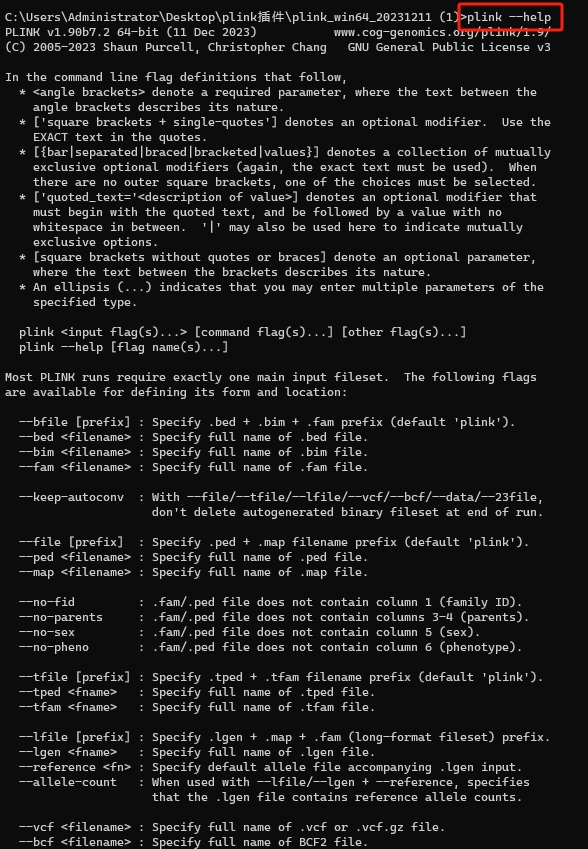 C:\Users\Administrator\Desktop\plink插件\plink_win64_20231211 (1)>plink --help
PLINK v1.90b7.2 64-bit (11 Dec 2023)           www.cog-genomics.org/plink/1.9/
(C) 2005-2023 Shaun Purcell, Christopher Chang   GNU General Public License v3
In the command line flag definitions that follow,
  * <angle brackets> denote a required parameter, where the text between the
    angle brackets describes its nature.
  * ['square brackets + single-quotes'] denotes an optional modifier.  Use the
    EXACT text in the quotes.
  * [{bar|separated|braced|bracketed|values}] denotes a collection of mutually
    exclusive optional modifiers (again, the exact text must be used).  When
    there are no outer square brackets, one of the choices must be selected.
  * ['quoted_text='<description of value>] denotes an optional modifier that
    must begin with the quoted text, and be followed by a value with no
    whitespace in between.  '|' may also be used here to indicate mutually
    exclusive options.
  * [square brackets without quotes or braces] denote an optional parameter,
    where the text between the brackets describes its nature.
  * An ellipsis (...) indicates that you may enter multiple parameters of the
    specified type.
  plink <input flag(s)...> [command flag(s)...] [other flag(s)...]
  plink --help [flag name(s)...]
Most PLINK runs require exactly one main input fileset.  The following flags
are available for defining its form and location:
  --bfile [prefix] : Specify .bed + .bim + .fam prefix (default 'plink').
  --bed <filename> : Specify full name of .bed file.
  --bim <filename> : Specify full name of .bim file.
  --fam <filename> : Specify full name of .fam file.
  --keep-autoconv  : With --file/--tfile/--lfile/--vcf/--bcf/--data/--23file,
                     don't delete autogenerated binary fileset at end of run.
  --file [prefix]  : Specify .ped + .map filename prefix (default 'plink').
  --ped <filename> : Specify full name of .ped file.
  --map <filename> : Specify full name of .map file.
  --no-fid         : .fam/.ped file does not contain column 1 (family ID).
  --no-parents     : .fam/.ped file does not contain columns 3-4 (parents).
  --no-sex         : .fam/.ped file does not contain column 5 (sex).
  --no-pheno       : .fam/.ped file does not contain column 6 (phenotype).
  --tfile [prefix] : Specify .tped + .tfam filename prefix (default 'plink').
  --tped <fname>   : Specify full name of .tped file.
  --tfam <fname>   : Specify full name of .tfam file.
  --lfile [prefix] : Specify .lgen + .map + .fam (long-format fileset) prefix.
  --lgen <fname>   : Specify full name of .lgen file.
  --reference <fn> : Specify default allele file accompanying .lgen input.
  --allele-count   : When used with --lfile/--lgen + --reference, specifies
                     that the .lgen file contains reference allele counts.
  --vcf <filename> : Specify full name of .vcf or .vcf.gz file.
  --bcf <filename> : Specify full name of BCF2 file.